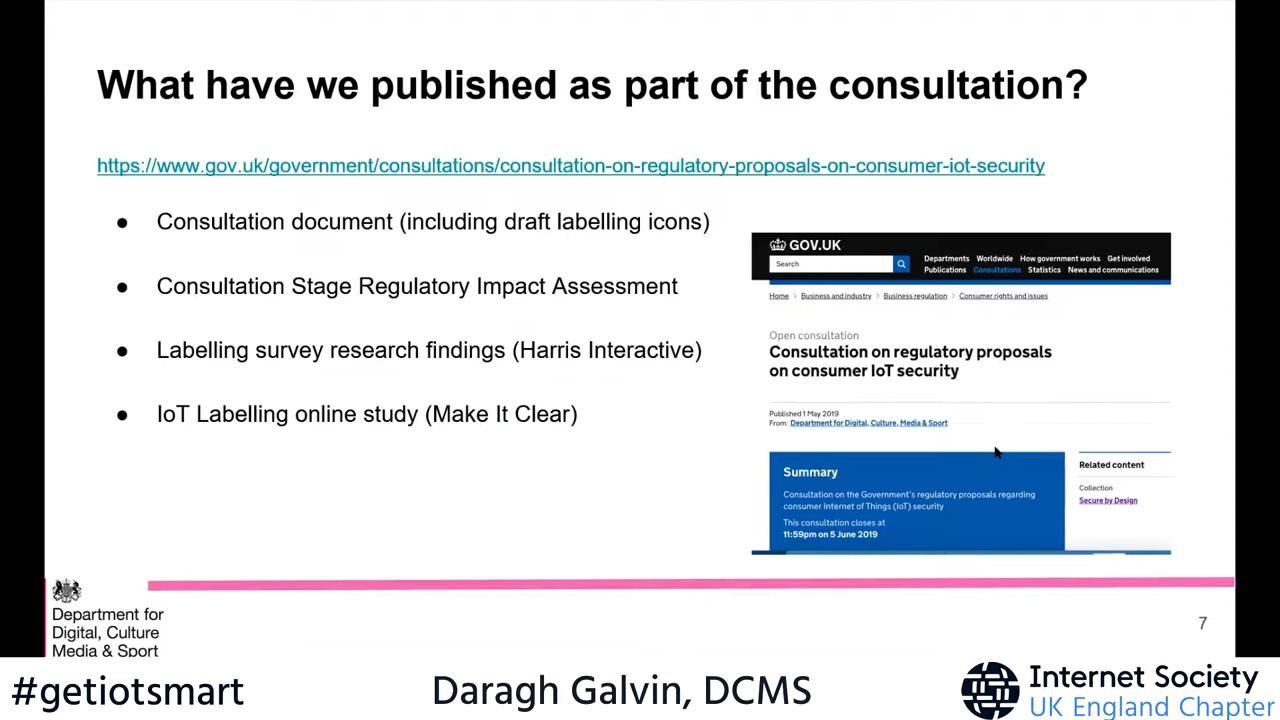 What have we published as part of the consultation?
https://www.gov.uk/government/consultations/consultation-on-regulatory-proposals-on-consumer-iot-security
● Consultation document (including draft labelling icons)
● Consultation Stage Regulatory Impact Assessment
● Labelling survey research findings (Harris Interactive)
● IoT Labelling online study (Make It Clear)
GOV.UK
Search
Departments Worldwide How government works Get involved
Publications Consultations Statistics News and communications
Home > Business and industry > Business regulation > Consumer rights and issues
Open consultation
Consultation on regulatory proposals
on consumer IoT security
Published 1 May 2019
From: Department for Digital, Culture, Media & Sport
Summary
Consultation on the Government's regulatory proposals regarding
consumer Internet of Things (IoT) security
This consultation closes at
11:59pm on 5 June 2019
Related content
Collection
Secure by Design
Department for
Digital, Culture
Media & Sport
7
#getiotsmart
Daragh Galvin, DCMS
Internet Society
UK England Chapter